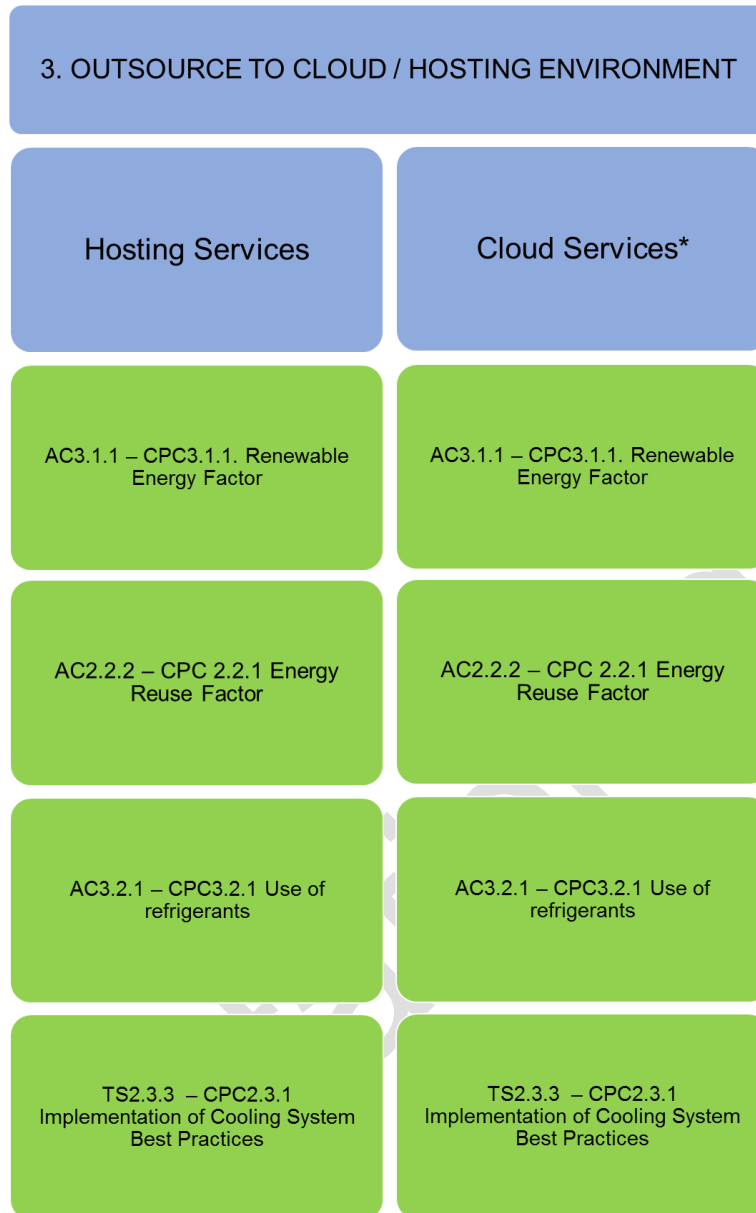 3. OUTSOURCE TO CLOUD / HOSTING ENVIRONMENT
Hosting Services
Cloud Services*
AC3.1.1 – CPC3.1.1. Renewable
Energy Factor
AC3.1.1 – CPC3.1.1. Renewable
Energy Factor
AC2.2.2 – CPC 2.2.1 Energy
Reuse Factor
AC2.2.2 – CPC 2.2.1 Energy
Reuse Factor
AC3.2.1 – CPC3.2.1 Use of
refrigerants
AC3.2.1 – CPC3.2.1 Use of
refrigerants
TS2.3.3 – CPC2.3.1
Implementation of Cooling System
Best Practices
TS2.3.3 – CPC2.3.1
Implementation of Cooling System
Best Practices